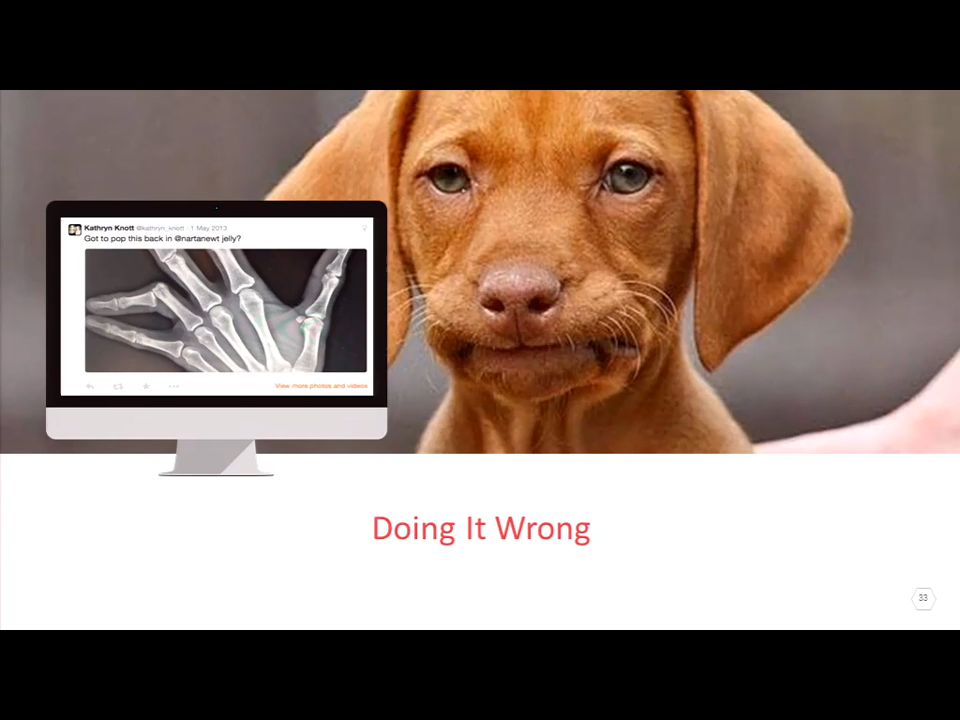 Kathryn Knott @kathryn_knott · 1 May 2013
Got to pop this back in @nartanewt jelly?
View more photos and videos
Doing It Wrong
33